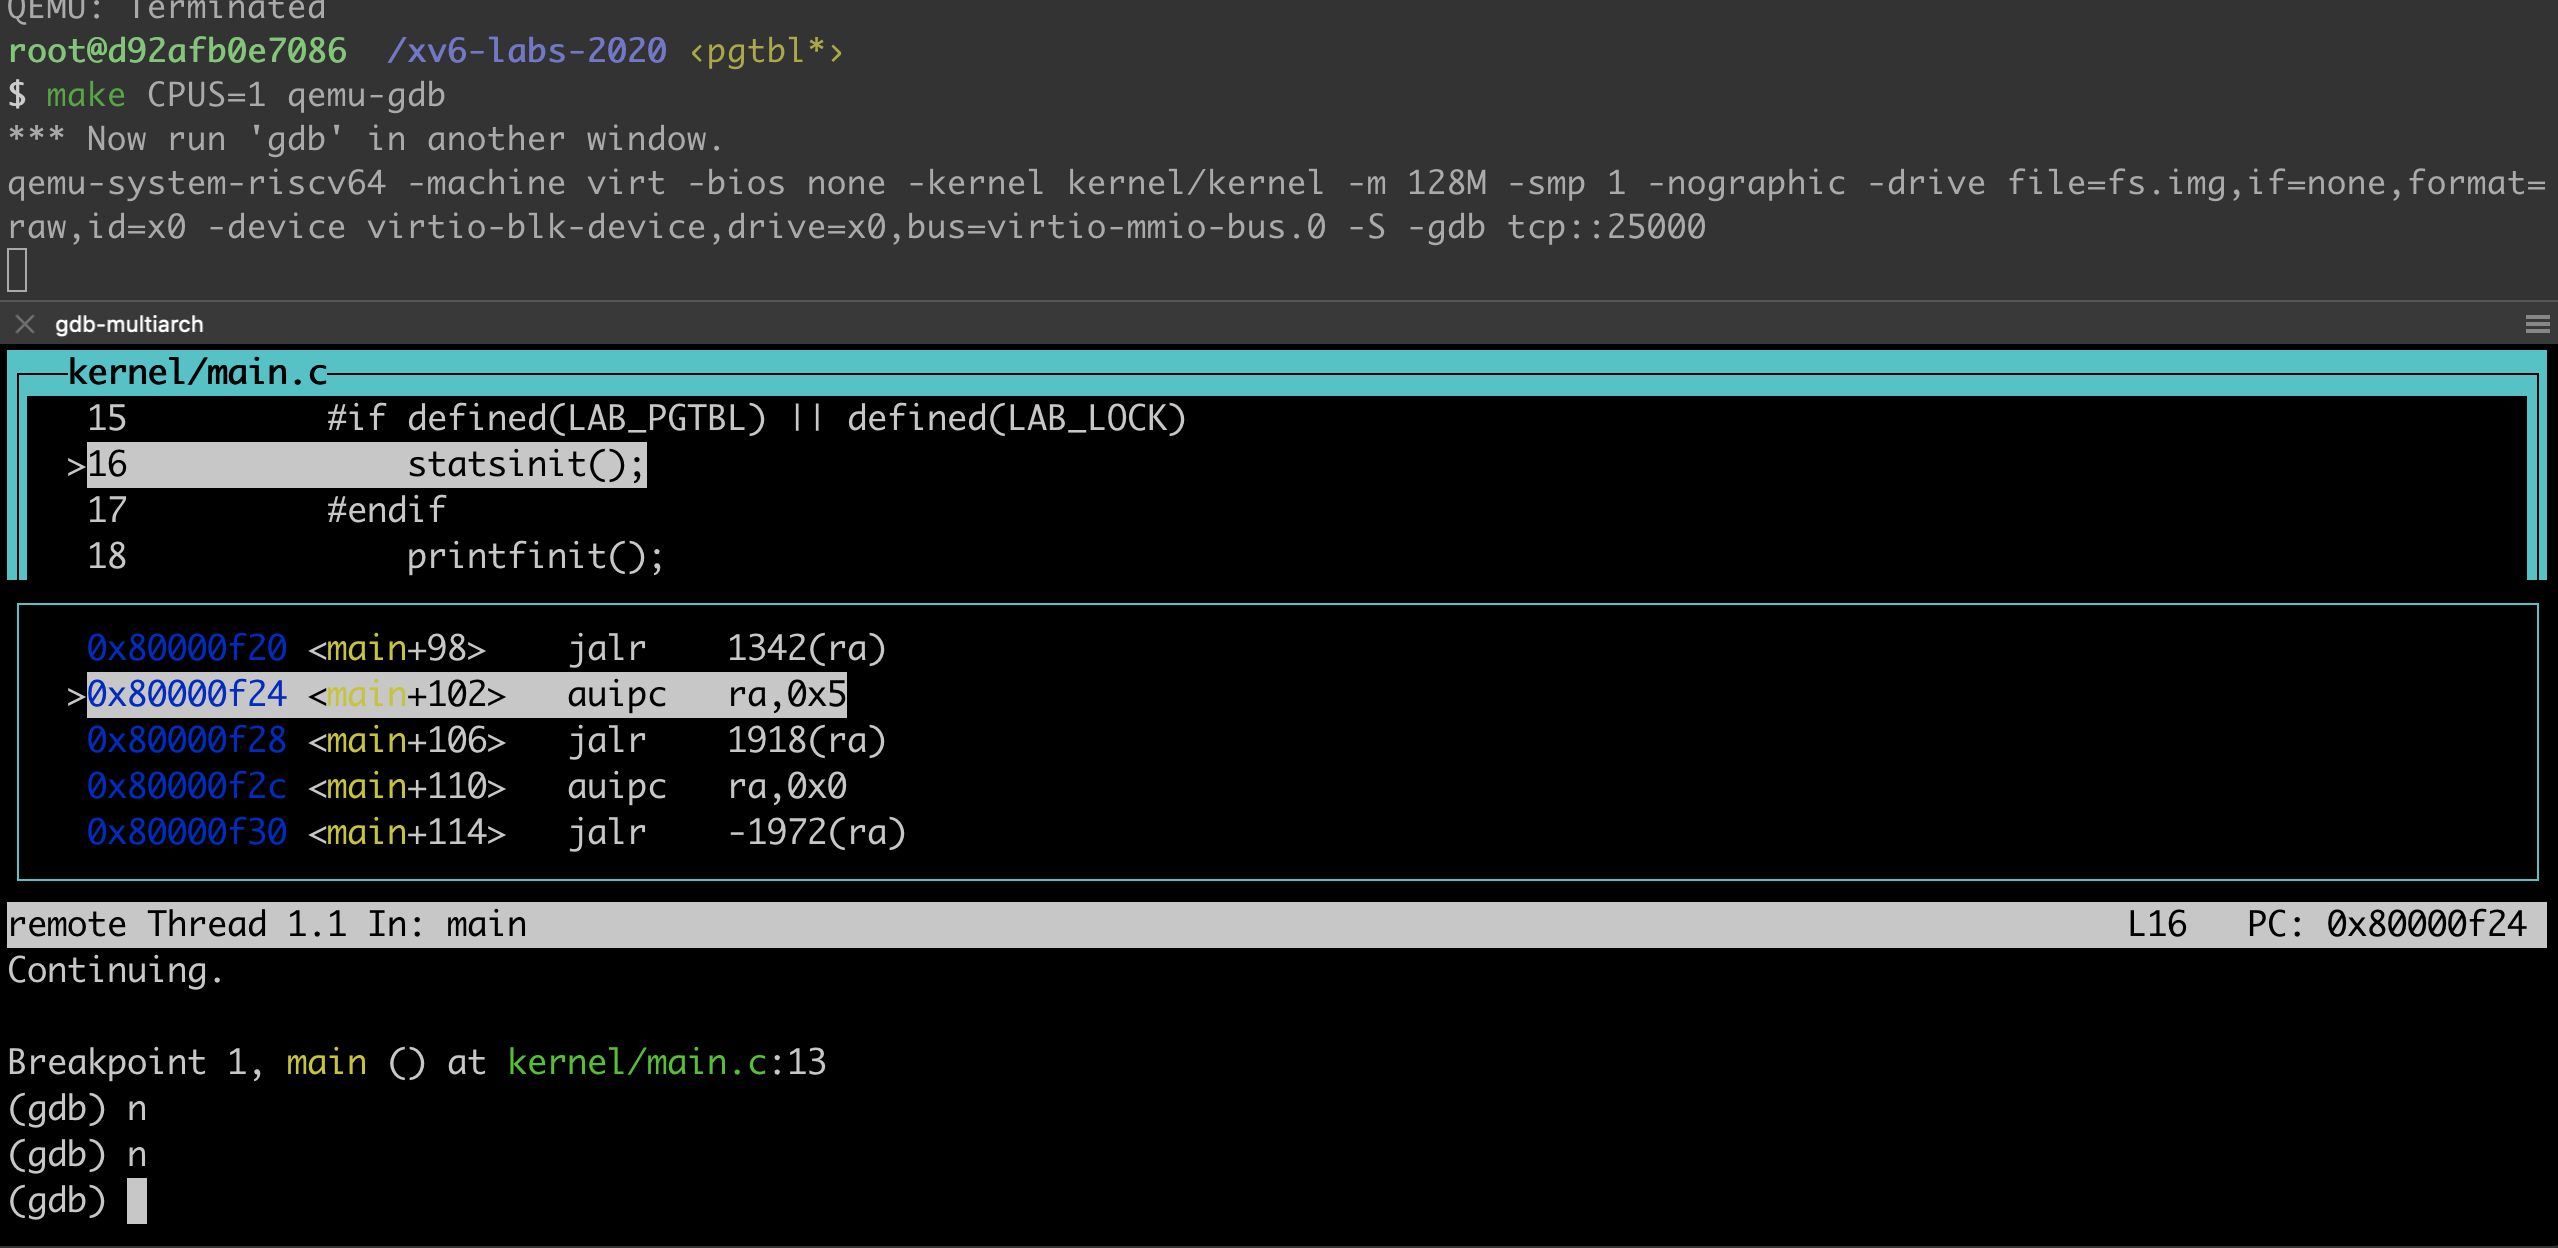 QEMU: Terminated
root@d92afb0e7086 /xv6-labs-2020 ‹pgtbl*›
$ make CPUS=1 qemu-gdb
*** Now run 'gdb' in another window.
qemu-system-riscv64 -machine virt -bios none -kernel kernel/kernel -m 128M -smp 1 -nographic -drive file=fs.img,if=none,format=
raw,id=x0 -device virtio-blk-device,drive=x0,bus=virtio-mmio-bus.0 -S -gdb tcp::25000
gdb-multiarch
kernel/main.c
15 #if defined(LAB_PGTBL) || defined(LAB_LOCK)
>16 statsinit();
17 #endif
18 printfinit();
0x80000f20 <main+98> jalr 1342(ra)
>0x80000f24 <main+102> auipc ra,0x5
0x80000f28 <main+106> jalr 1918(ra)
0x80000f2c <main+110> auipc ra,0x0
0x80000f30 <main+114> jalr -1972(ra)
remote Thread 1.1 In: main L16 PC: 0x80000f24
Continuing.
Breakpoint 1, main () at kernel/main.c:13
(gdb) n
(gdb) n
(gdb)